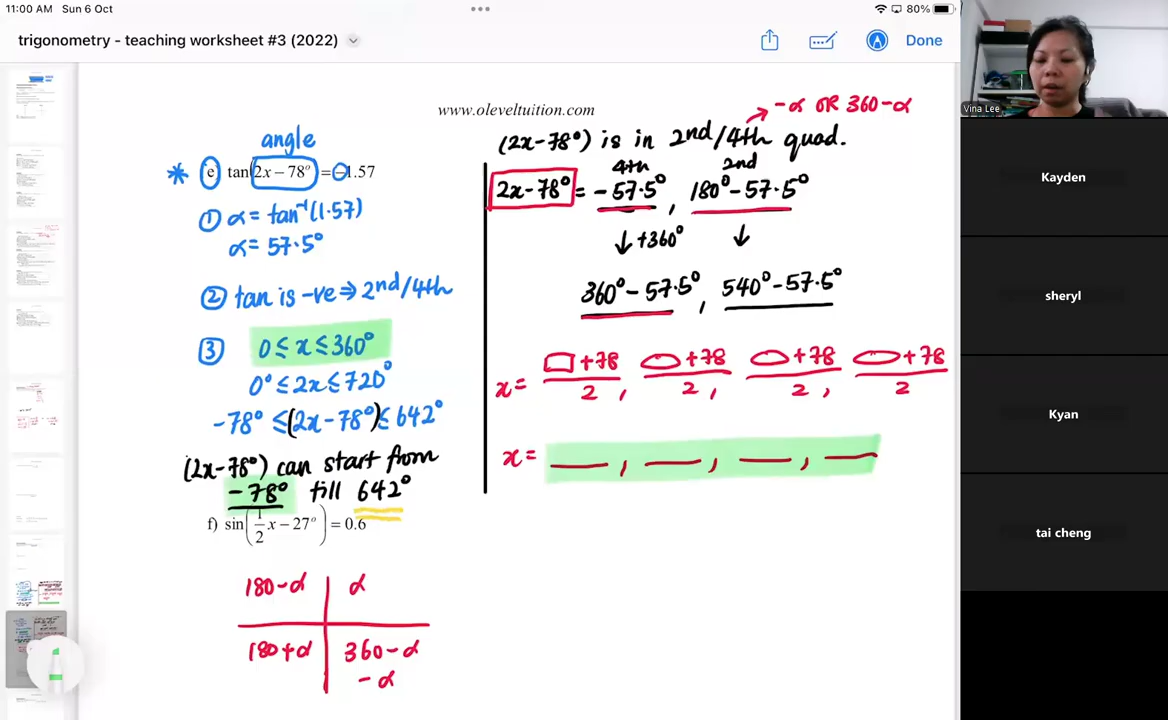 11:00 AM Sun 6 Oct
80%
trigonometry - teaching worksheet #3 (2022)
Done
www.oleveltuition.com
angle
* e) tan(2x − 78°) = −1.57
① α = tan⁻¹(1.57)
α = 57.5°
② tan is -ve ⇒ 2nd/4th
③ 0 ≤ x ≤ 360°
0° ≤ 2x ≤ 720°
-78° ≤ (2x - 78°) ≤ 642°
(2x-78°) can start from
-78° till 642°
f) sin(1/2 x − 27°) = 0.6
180-α | α
180+α | 360-α
-α
→ -α OR 360-α
(2x-78°) is in 2nd/4th quad.
4th 2nd
2x-78° = -57.5°, 180°-57.5°
↓+360° ↓
360°-57.5°, 540°-57.5°
x = +78/2, +78/2, +78/2, +78/2
x = __, __, __, __
Vina Lee
Kayden
sheryl
Kyan
tai cheng